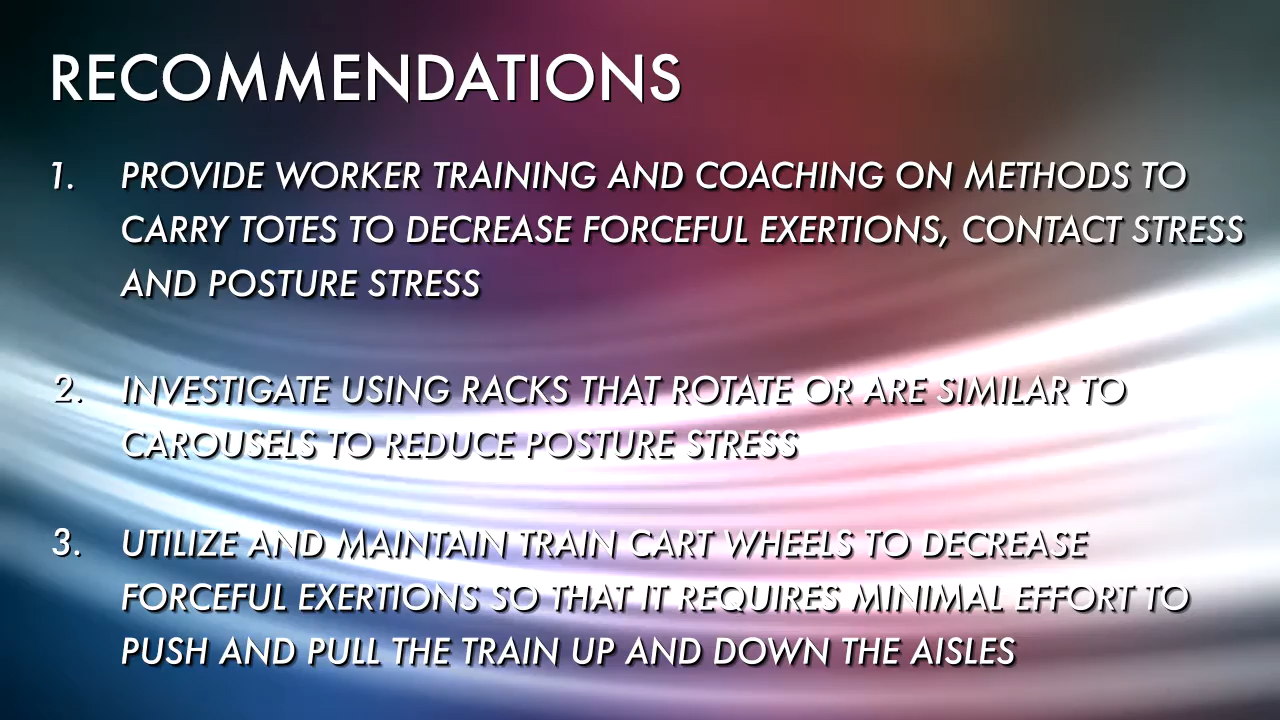 RECOMMENDATIONS
1. PROVIDE WORKER TRAINING AND COACHING ON METHODS TO
CARRY TOTES TO DECREASE FORCEFUL EXERTIONS, CONTACT STRESS
AND POSTURE STRESS
2. INVESTIGATE USING RACKS THAT ROTATE OR ARE SIMILAR TO
CAROUSELS TO REDUCE POSTURE STRESS
3. UTILIZE AND MAINTAIN TRAIN CART WHEELS TO DECREASE
FORCEFUL EXERTIONS SO THAT IT REQUIRES MINIMAL EFFORT TO
PUSH AND PULL THE TRAIN UP AND DOWN THE AISLES